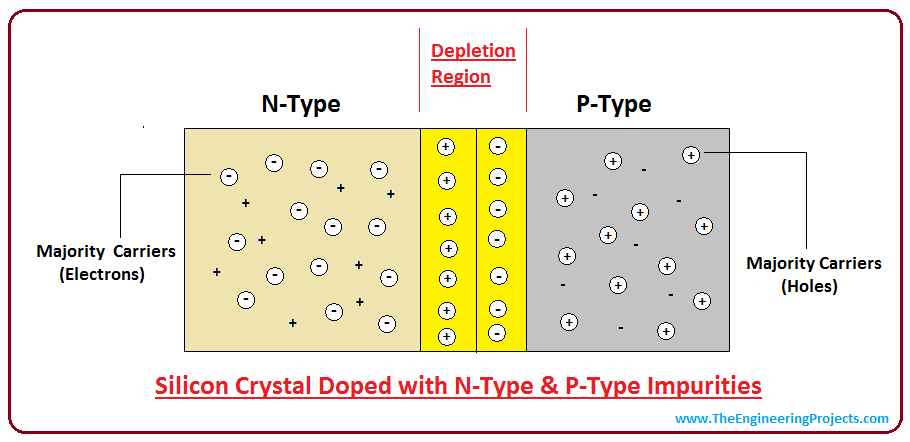 Depletion
Region
N-Type
P-Type
Majority Carriers
(Electrons)
Majority Carriers
(Holes)
Silicon Crystal Doped with N-Type & P-Type Impurities
www.TheEngineeringProjects.com